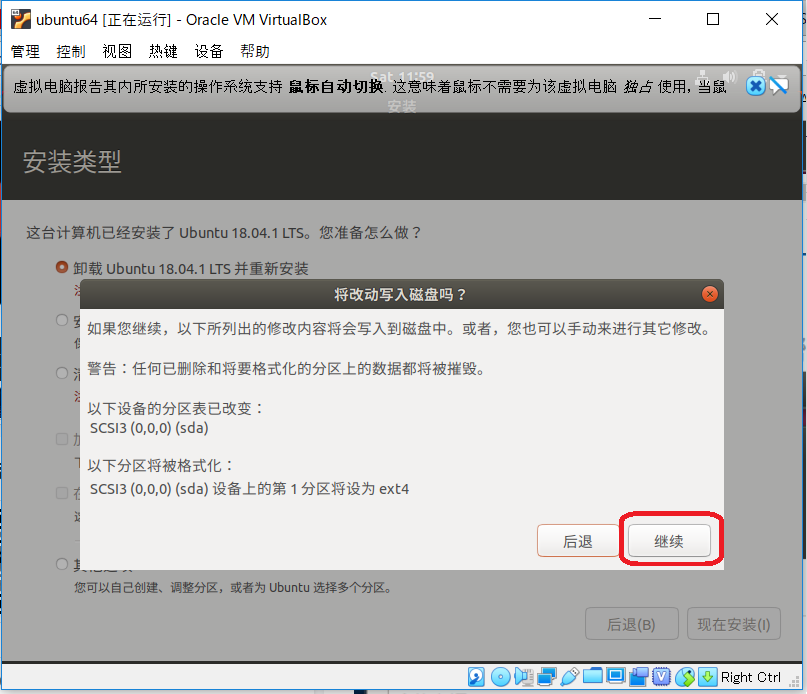 ubuntu64 [正在运行] - Oracle VM VirtualBox
管理 控制 视图 热键 设备 帮助
Sat 11:59
虚拟电脑报告其内所安装的操作系统支持 鼠标自动切换. 这意味着鼠标不需要为该虚拟电脑 独占 使用, 当鼠
安装
安装类型
这台计算机已经安装了 Ubuntu 18.04.1 LTS。您准备怎么做？
卸载 Ubuntu 18.04.1 LTS 并重新安装
将改动写入磁盘吗？
如果您继续，以下所列出的修改内容将会写入到磁盘中。或者，您也可以手动来进行其它修改。
警告：任何已删除和将要格式化的分区上的数据都将被摧毁。
以下设备的分区表已改变：
SCSI3 (0,0,0) (sda)
以下分区将被格式化：
SCSI3 (0,0,0) (sda) 设备上的第 1 分区将设为 ext4
后退 继续
您可以自己创建、调整分区，或者为 Ubuntu 选择多个分区。
后退(B) 现在安装(I)
Right Ctrl